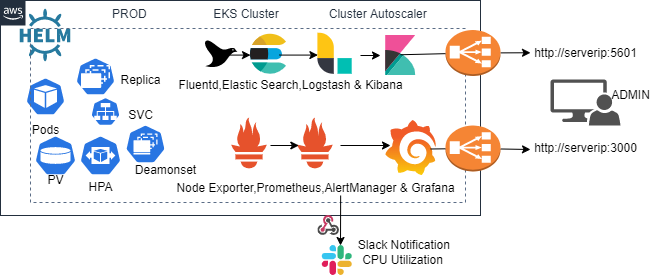 aws
PROD
EKS Cluster
Cluster Autoscaler
HELM
Replica
Fluentd,Elastic Search,Logstash & Kibana
http://serverip:5601
SVC
ADMIN
Pods
http://serverip:3000
Deamonset
PV
HPA
Node Exporter,Prometheus,AlertManager & Grafana
Slack Notification
CPU Utilization